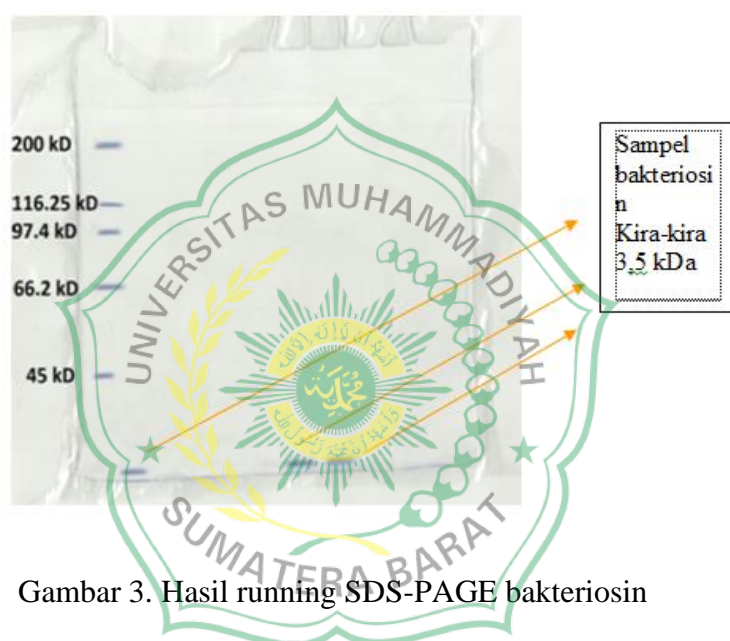 200 kD
116.25 kD
97.4 kD
66.2 kD
45 kD
Sampel
bakteriosi
n
Kira-kira
3,5 kDa
UNIVERSITAS MUHAMMADIYAH
SUMATERA BARAT
Gambar 3. Hasil running SDS-PAGE bakteriosin